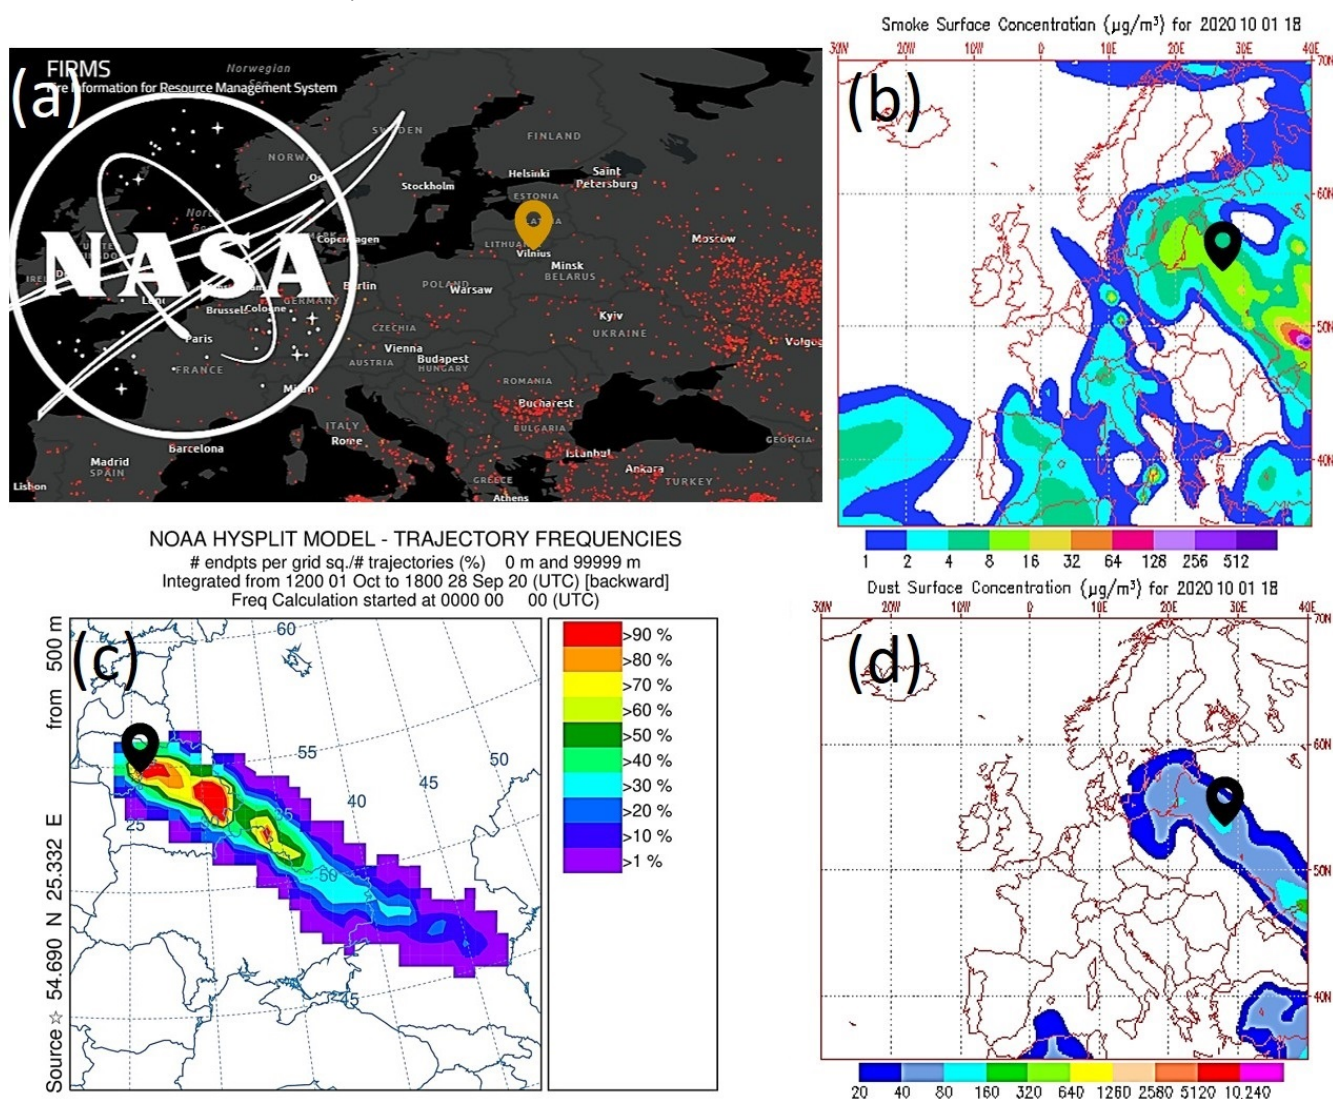 (a)
FIRMS
Fire Information for Resource Management System
NASA
Norwegian
SWEDEN
FINLAND
NORWAY
Helsinki
Saint
Petersburg
Stockholm
ESTONIA
North
Copenhagen
LITHUANIA
Vilnius
Moscow
Minsk
BELARUS
Berlin
POLAND
Warsaw
GERMANY
Brussels
Cologne
Kyiv
UKRAINE
Paris
CZECHIA
Vienna
AUSTRIA
Budapest
HUNGARY
FRANCE
Milan
ROMANIA
Bucharest
BULGARIA
ITALY
Rome
Barcelona
Istanbul
GEORGIA
Madrid
SPAIN
Ankara
TURKEY
GREECE
Athens
Lisbon
(b)
Smoke Surface Concentration {µg/m³} for 2020 10 01 18
30W 20W 10W 0 10E 20E 30E 40E
70N
60N
50N
40N
1 2 4 8 16 32 64 128 256 512
(c)
NOAA HYSPLIT MODEL - TRAJECTORY FREQUENCIES
# endpts per grid sq./# trajectories (%) 0 m and 99999 m
Integrated from 1200 01 Oct to 1800 28 Sep 20 (UTC) [backward]
Freq Calculation started at 0000 00 00 (UTC)
Source ☆ 54.690 N 25.332 E from 500 m
60
55
50
45
40
35
30
25
50
45
>90 %
>80 %
>70 %
>60 %
>50 %
>40 %
>30 %
>20 %
>10 %
>1 %
(d)
Dust Surface Concentration {µg/m³} for 2020 10 01 18
30W 20W 10W 0 10E 20E 30E 40E
70N
60N
50N
40N
20 40 80 160 320 640 1260 2580 5120 10,240